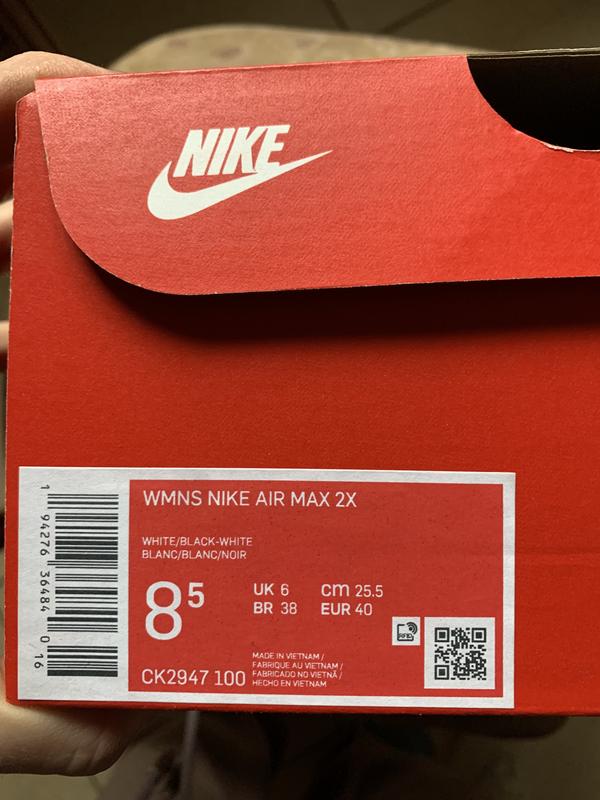 NIKE
WMNS NIKE AIR MAX 2X
WHITE/BLACK-WHITE
BLANC/BLANC/NOIR
8⁵
UK 6 cm 25.5
BR 38 EUR 40
RFID
CK2947 100
MADE IN VIETNAM /
FABRIQUE AU VIETNAM /
FABRICADO NO VIETNÃ /
HECHO EN VIETNAM
1 94276 36484 0 16